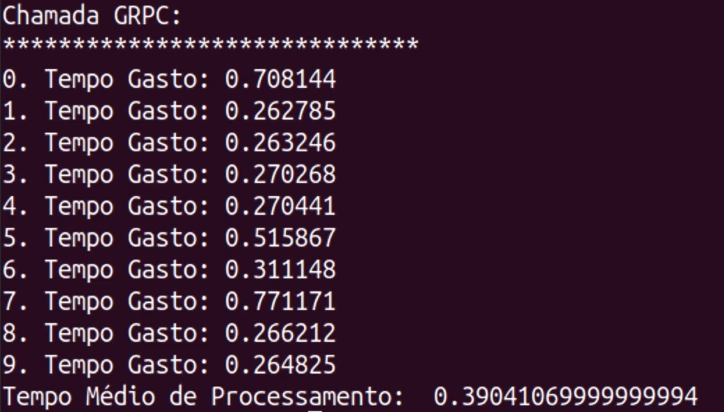 Chamada GRPC:
******************************
0. Tempo Gasto: 0.708144
1. Tempo Gasto: 0.262785
2. Tempo Gasto: 0.263246
3. Tempo Gasto: 0.270268
4. Tempo Gasto: 0.270441
5. Tempo Gasto: 0.515867
6. Tempo Gasto: 0.311148
7. Tempo Gasto: 0.771171
8. Tempo Gasto: 0.266212
9. Tempo Gasto: 0.264825
Tempo Médio de Processamento:  0.39041069999999994